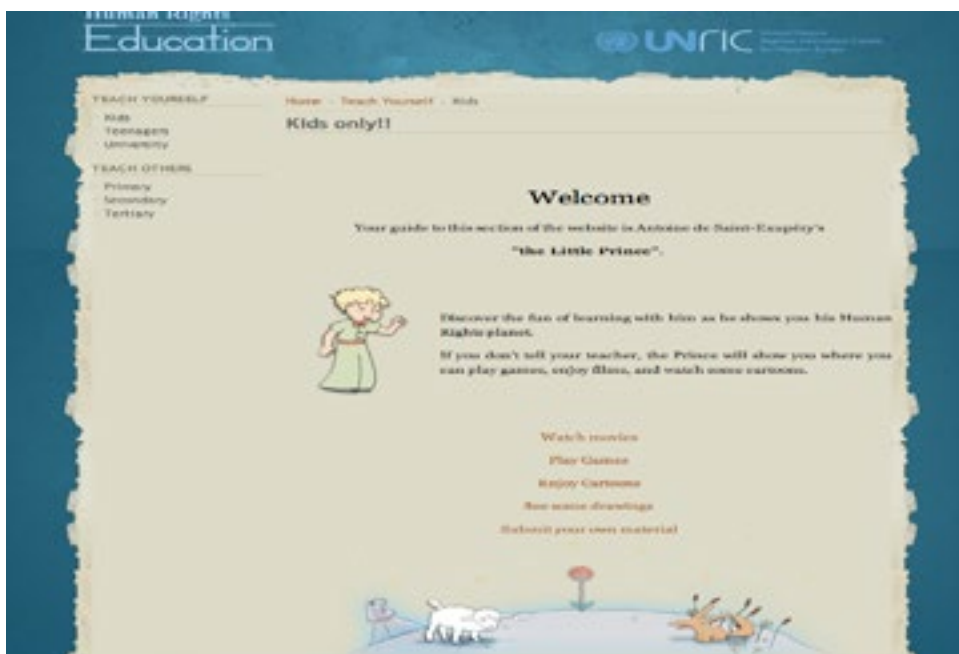 Human Rights
Education
UNRIC
TEACH YOURSELF
Kids
Teenagers
University
TEACH OTHERS
Primary
Secondary
Tertiary
Home - Teach Yourself - Kids
Kids only!!
Welcome
Your guide to this section of the website is Antoine de Saint-Exupéry's
"the Little Prince".
Discover the fun of learning with him as he shows you his Human
Rights planet.
If you don't tell your teacher, the Prince will show you where you
can play games, enjoy films, and watch some cartoons.
Watch movies
Play Games
Enjoy Cartoons
See some drawings
Submit your own material